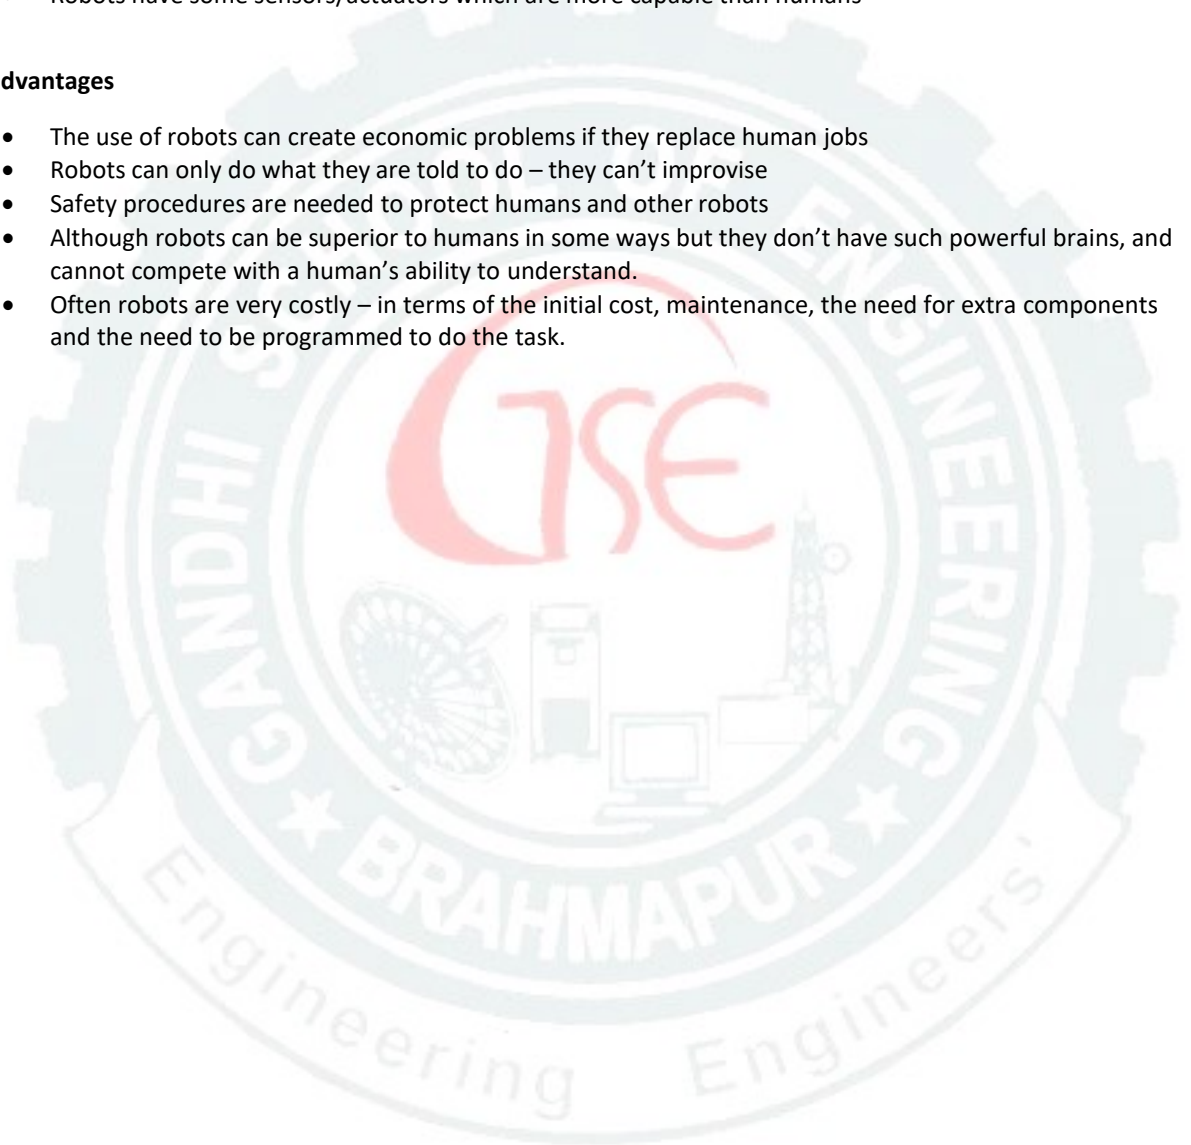 Robots have some sensors/actuators which are more capable than humans
dvantages
• The use of robots can create economic problems if they replace human jobs
• Robots can only do what they are told to do – they can’t improvise
• Safety procedures are needed to protect humans and other robots
• Although robots can be superior to humans in some ways but they don’t have such powerful brains, and
cannot compete with a human’s ability to understand.
• Often robots are very costly – in terms of the initial cost, maintenance, the need for extra components
and the need to be programmed to do the task.
GANDHI SCHOOL OF ENGINEERING
GSE
★ BRAHMAPUR ★
Engineering Engineers'